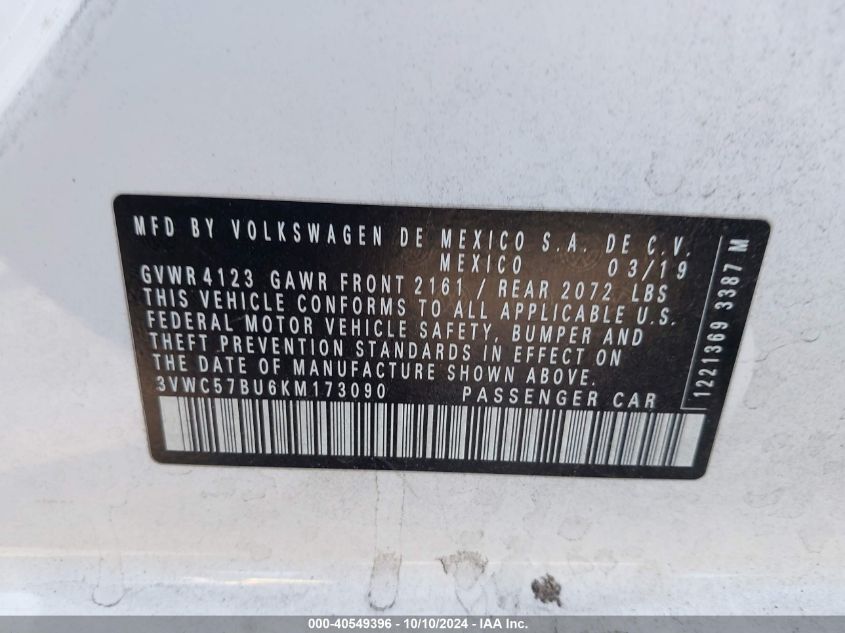 MFD BY VOLKSWAGEN DE MEXICO S.A. DE C.V.
MEXICO 03/19
GVWR 4123 GAWR FRONT 2161 / REAR 2072 LBS
THIS VEHICLE CONFORMS TO ALL APPLICABLE U.S.
FEDERAL MOTOR VEHICLE SAFETY, BUMPER AND
THEFT PREVENTION STANDARDS IN EFFECT ON
THE DATE OF MANUFACTURE SHOWN ABOVE.
3VWC57BU6KM173090 PASSENGER CAR
1221369 3387 M
000-40549396 - 10/10/2024 - IAA Inc.